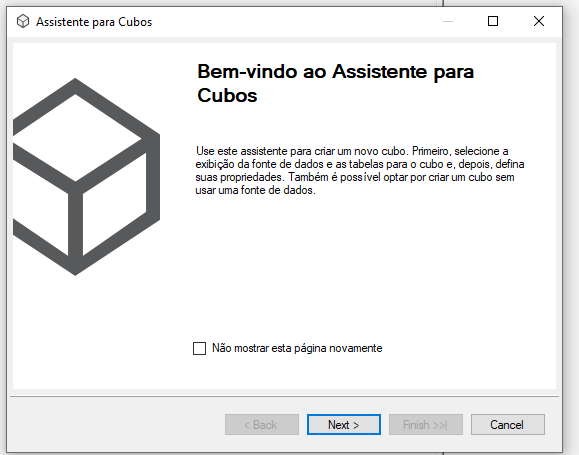 Assistente para Cubos
Bem-vindo ao Assistente para
Cubos
Use este assistente para criar um novo cubo. Primeiro, selecione a
exibição da fonte de dados e as tabelas para o cubo e, depois, defina
suas propriedades. Também é possível optar por criar um cubo sem
usar uma fonte de dados.
Não mostrar esta página novamente
< Back Next > Finish >>| Cancel